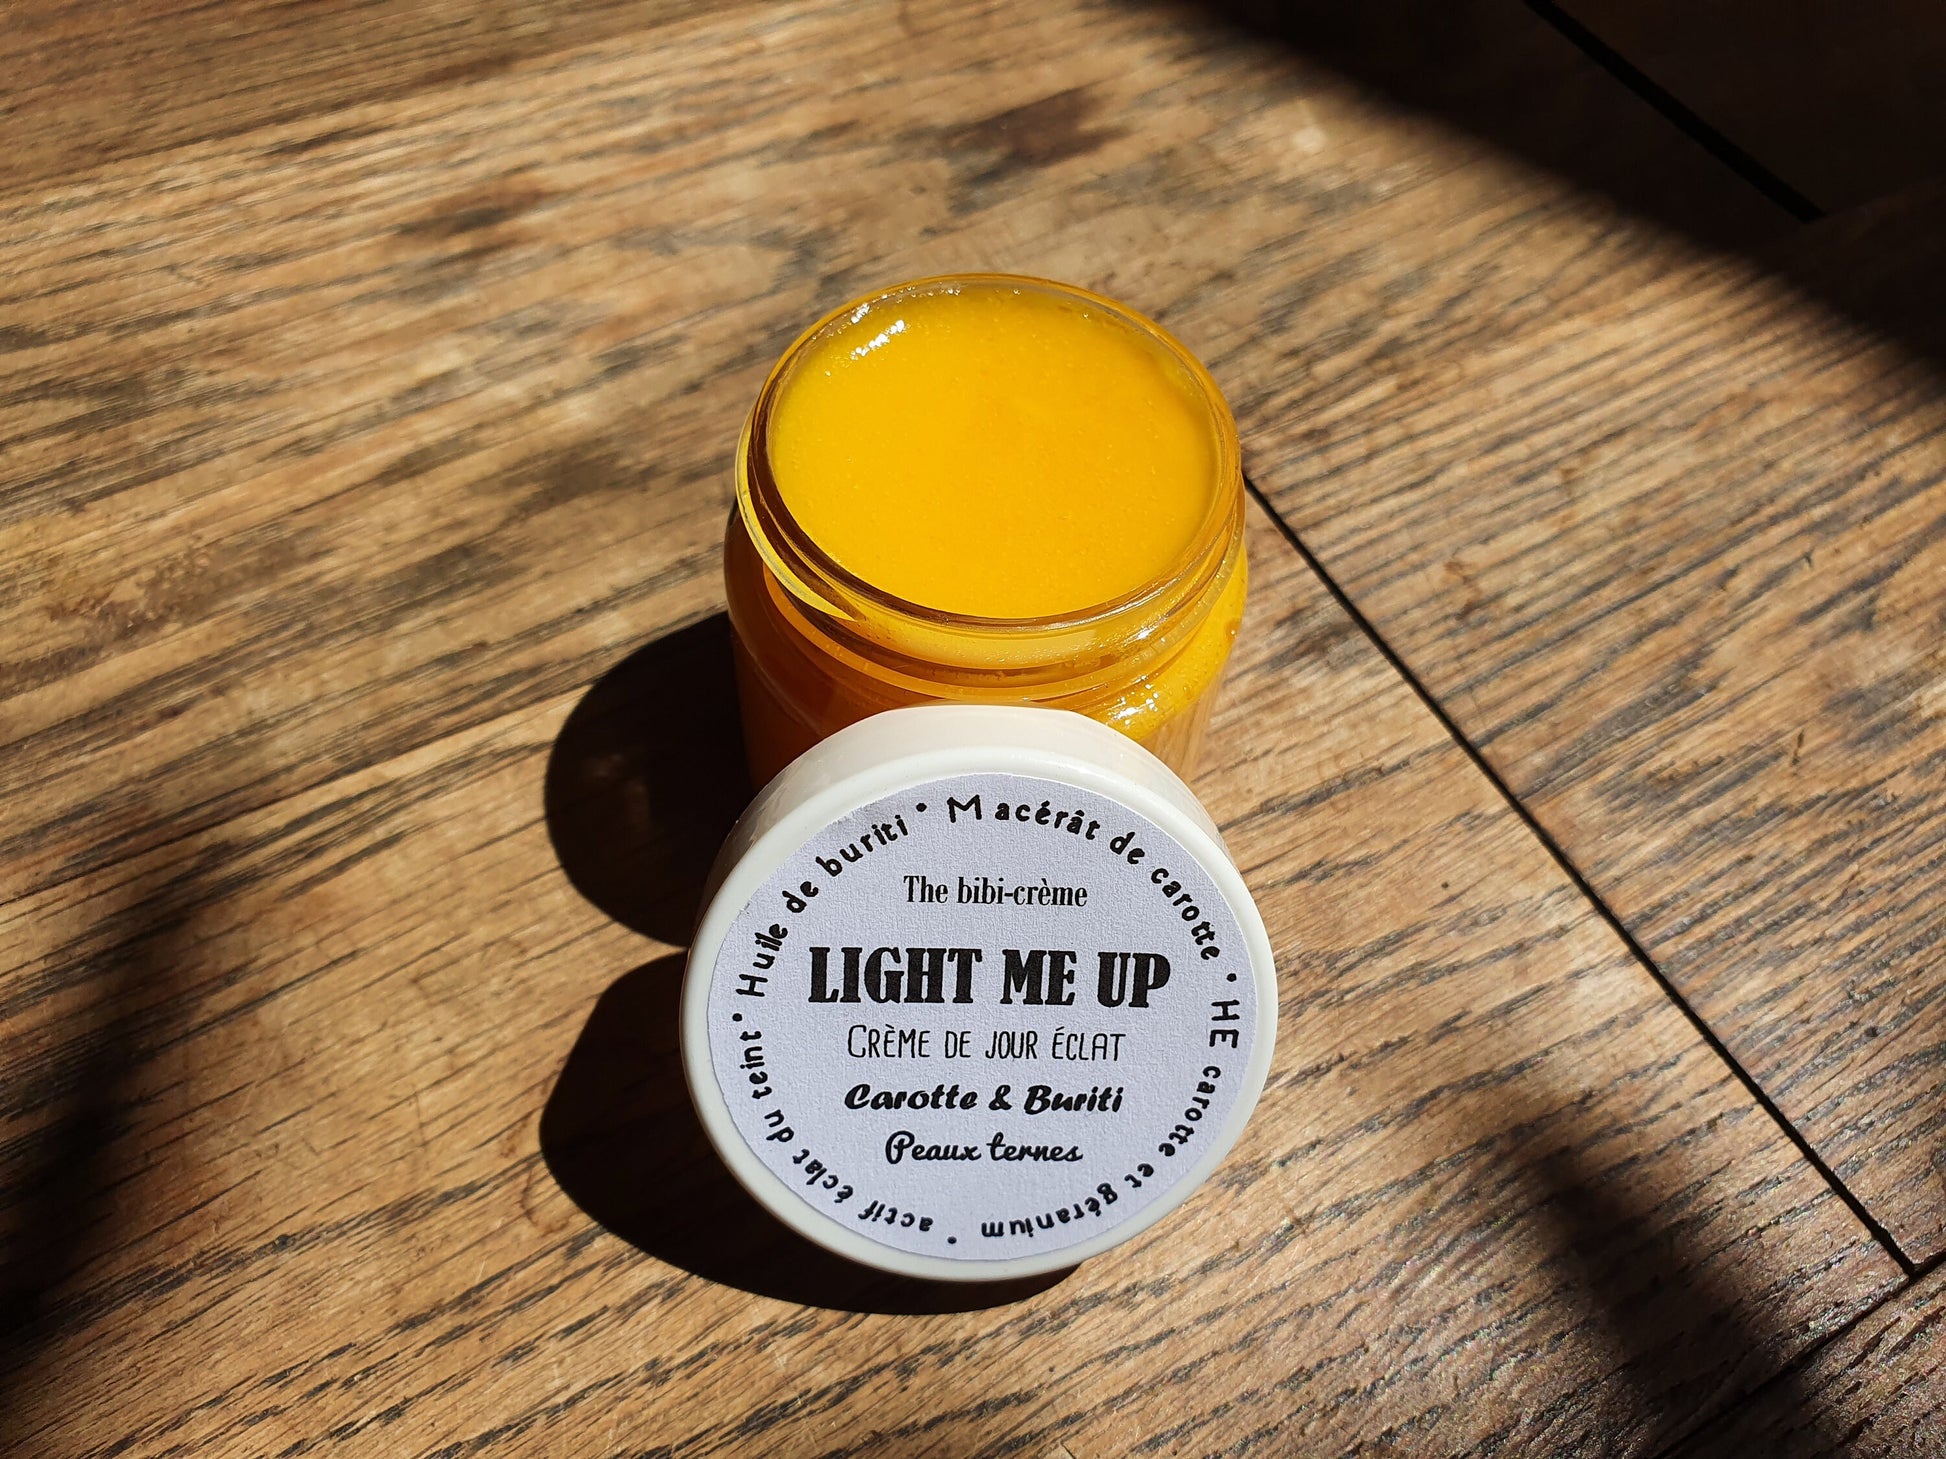 The bibi-crème
LIGHT ME UP
CRÈME DE JOUR ÉCLAT
Carotte & Buriti
Peaux ternes
Huile de buriti • Macérât de carotte • HE carotte et géranium • actif éclat du teint •